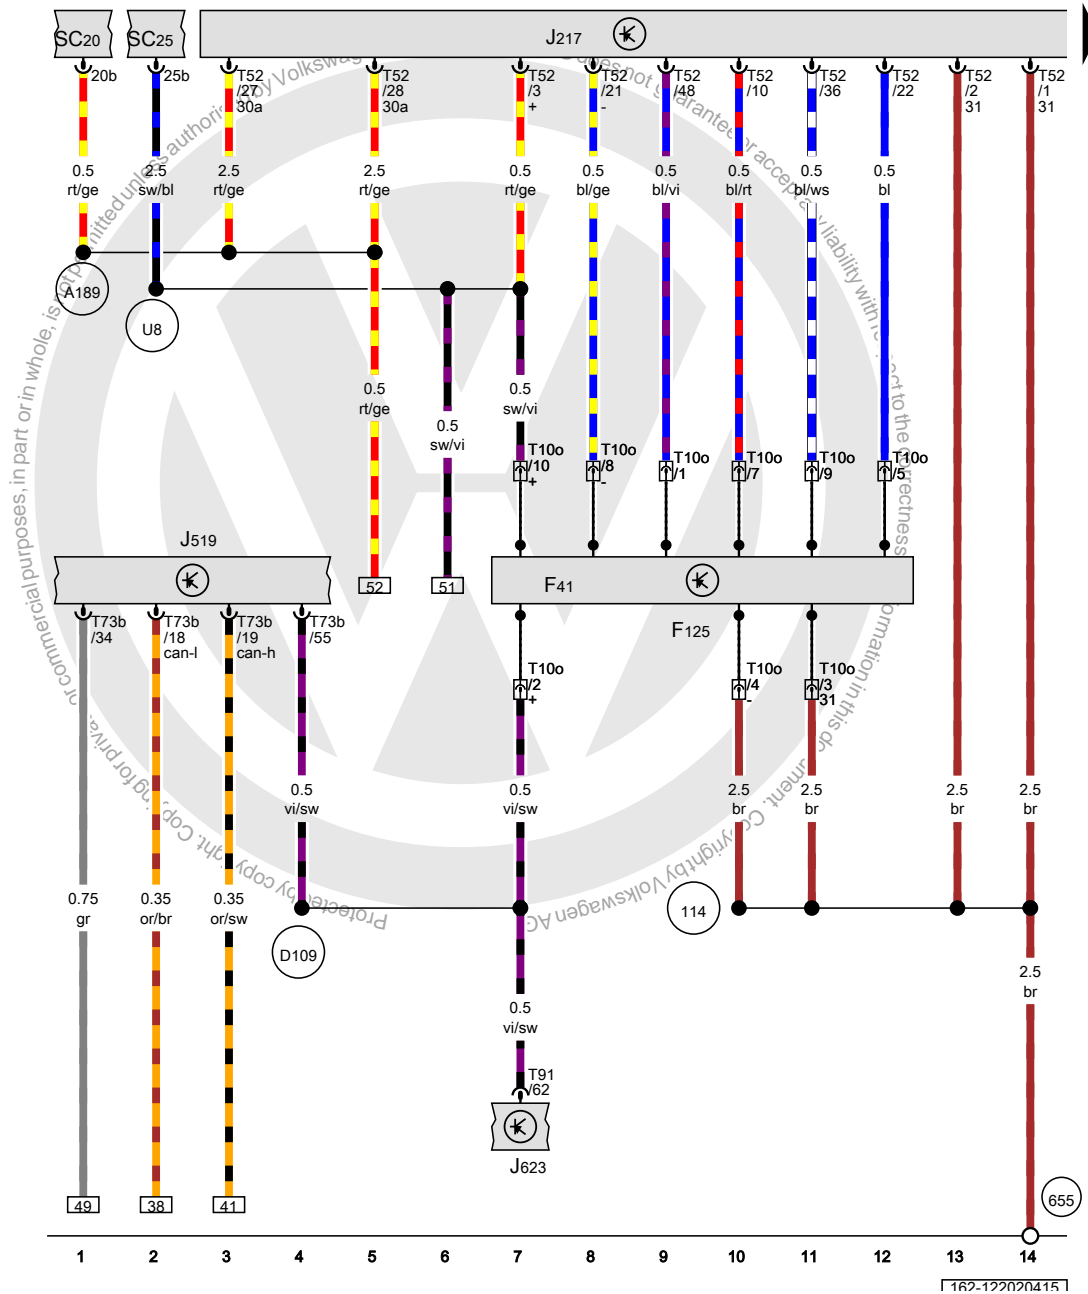 SC20
SC25
J217
20b
25b
T52
/27
30a
T52
/28
30a
T52
/3
+
T52
/21
-
T52
/48
T52
/10
T52
/36
T52
/22
T52
/2
31
T52
/1
31
0.5
rt/ge
2.5
sw/bl
2.5
rt/ge
2.5
rt/ge
0.5
rt/ge
0.5
bl/ge
0.5
bl/vi
0.5
bl/rt
0.5
bl/ws
0.5
bl
A189
U8
0.5
rt/ge
0.5
sw/vi
0.5
sw/vi
T10o
/10
+
T10o
/8
-
T10o
/1
T10o
/7
T10o
/9
T10o
/5
J519
52
51
F41
F125
T73b
/34
T73b
/18
can-l
T73b
/19
can-h
T73b
/55
T10o
/2
+
T10o
/4
-
T10o
/3
31
0.5
vi/sw
0.5
vi/sw
2.5
br
2.5
br
2.5
br
2.5
br
0.75
gr
0.35
or/br
0.35
or/sw
D109
114
2.5
br
0.5
vi/sw
T91
/62
J623
49
38
41
655
1 2 3 4 5 6 7 8 9 10 11 12 13 14
162-122020415